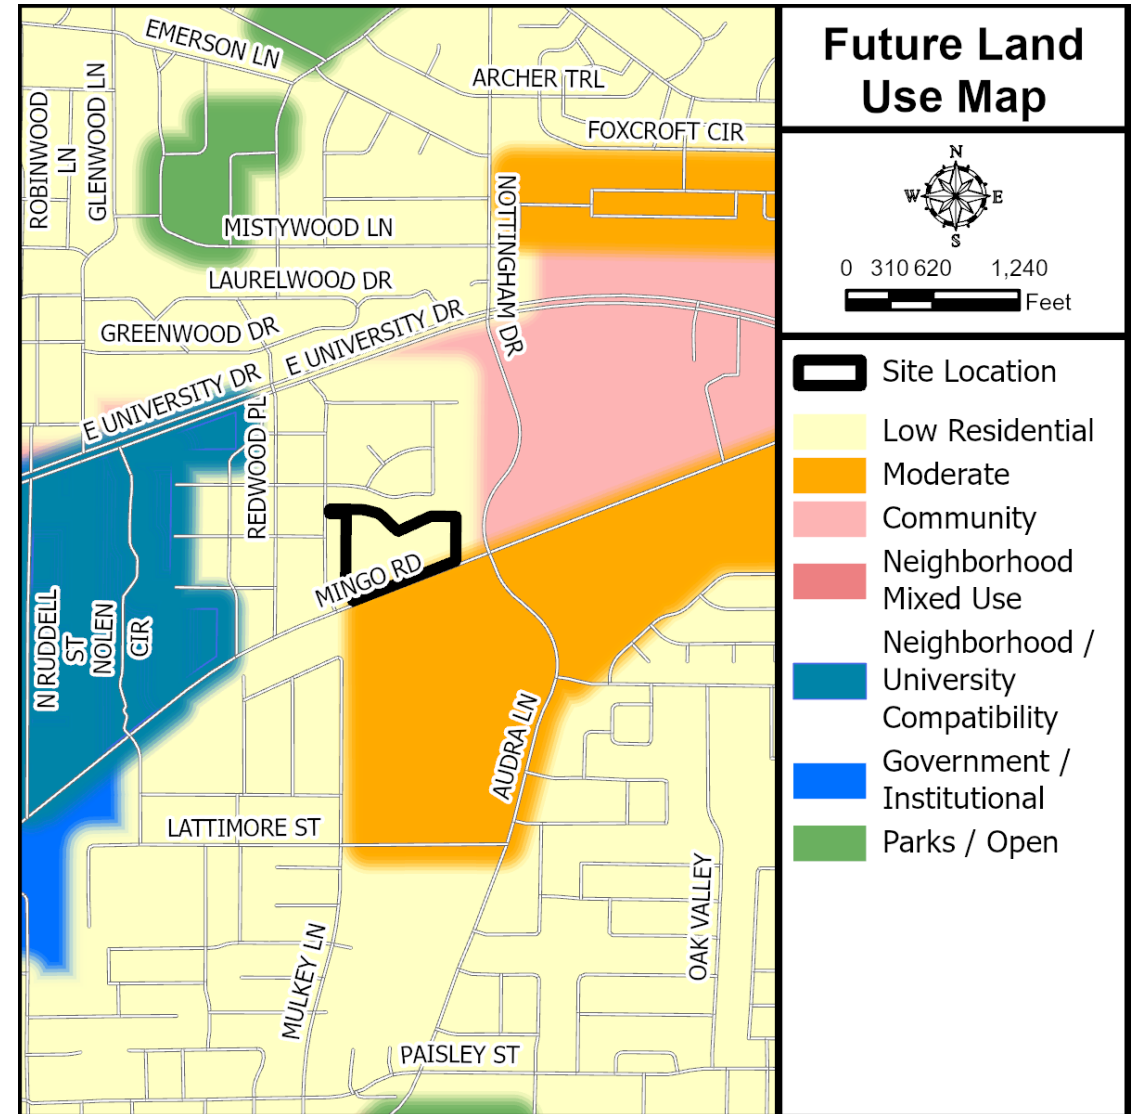 EMERSON LN
ARCHER TRL
FOXCROFT CIR
ROBINWOOD
LN
GLENWOOD LN
NOTTINGHAM DR
MISTYWOOD LN
LAURELWOOD DR
GREENWOOD DR
E UNIVERSITY DR
E UNIVERSITY DR
REDWOOD PL
MINGO RD
N RUDDELL
ST
NOLEN
CIR
AUDRA LN
LATTIMORE ST
OAK VALLEY
MULKEY LN
PAISLEY ST
Future Land
Use Map
N
W E
S
0 310 620 1,240
Feet
Site Location
Low Residential
Moderate
Community
Neighborhood
Mixed Use
Neighborhood /
University
Compatibility
Government /
Institutional
Parks / Open